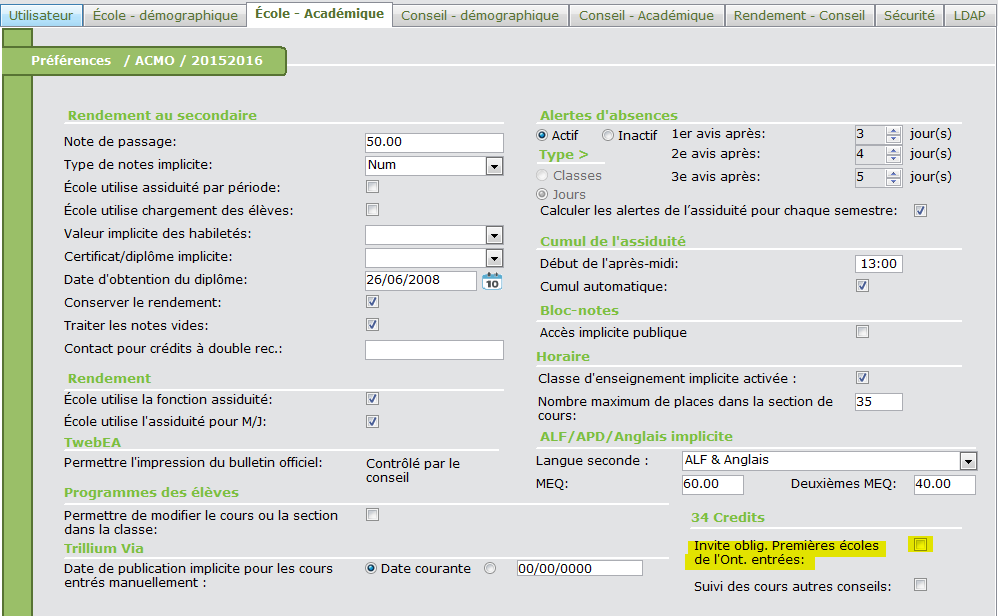 Utilisateur
École - démographique
École - Académique
Conseil - démographique
Conseil - Académique
Rendement - Conseil
Sécurité
LDAP
Préférences / ACMO / 20152016
Rendement au secondaire
Note de passage: 50.00
Type de notes implicite: Num
École utilise assiduité par période:
École utilise chargement des élèves:
Valeur implicite des habiletés:
Certificat/diplôme implicite:
Date d'obtention du diplôme: 26/06/2008 10
Conserver le rendement:
Traiter les notes vides:
Contact pour crédits à double rec.:
Rendement
École utilise la fonction assiduité:
École utilise l'assiduité pour M/J:
TwebEA
Permettre l'impression du bulletin officiel: Contrôlé par le
conseil
Programmes des élèves
Permettre de modifier le cours ou la section
dans la classe:
Trillium Via
Date de publication implicite pour les cours
entrés manuellement : Date courante 00/00/0000
Alertes d'absences
Actif Inactif 1er avis après: 3 jour(s)
Type > 2e avis après: 4 jour(s)
Classes 3e avis après: 5 jour(s)
Jours
Calculer les alertes de l’assiduité pour chaque semestre:
Cumul de l'assiduité
Début de l'après-midi: 13:00
Cumul automatique:
Bloc-notes
Accès implicite publique
Horaire
Classe d'enseignement implicite activée :
Nombre maximum de places dans la section de
cours: 35
ALF/APD/Anglais implicite
Langue seconde : ALF & Anglais
MEQ: 60.00 Deuxièmes MEQ: 40.00
34 Credits
Invite oblig. Premières écoles
de l'Ont. entrées:
Suivi des cours autres conseils: